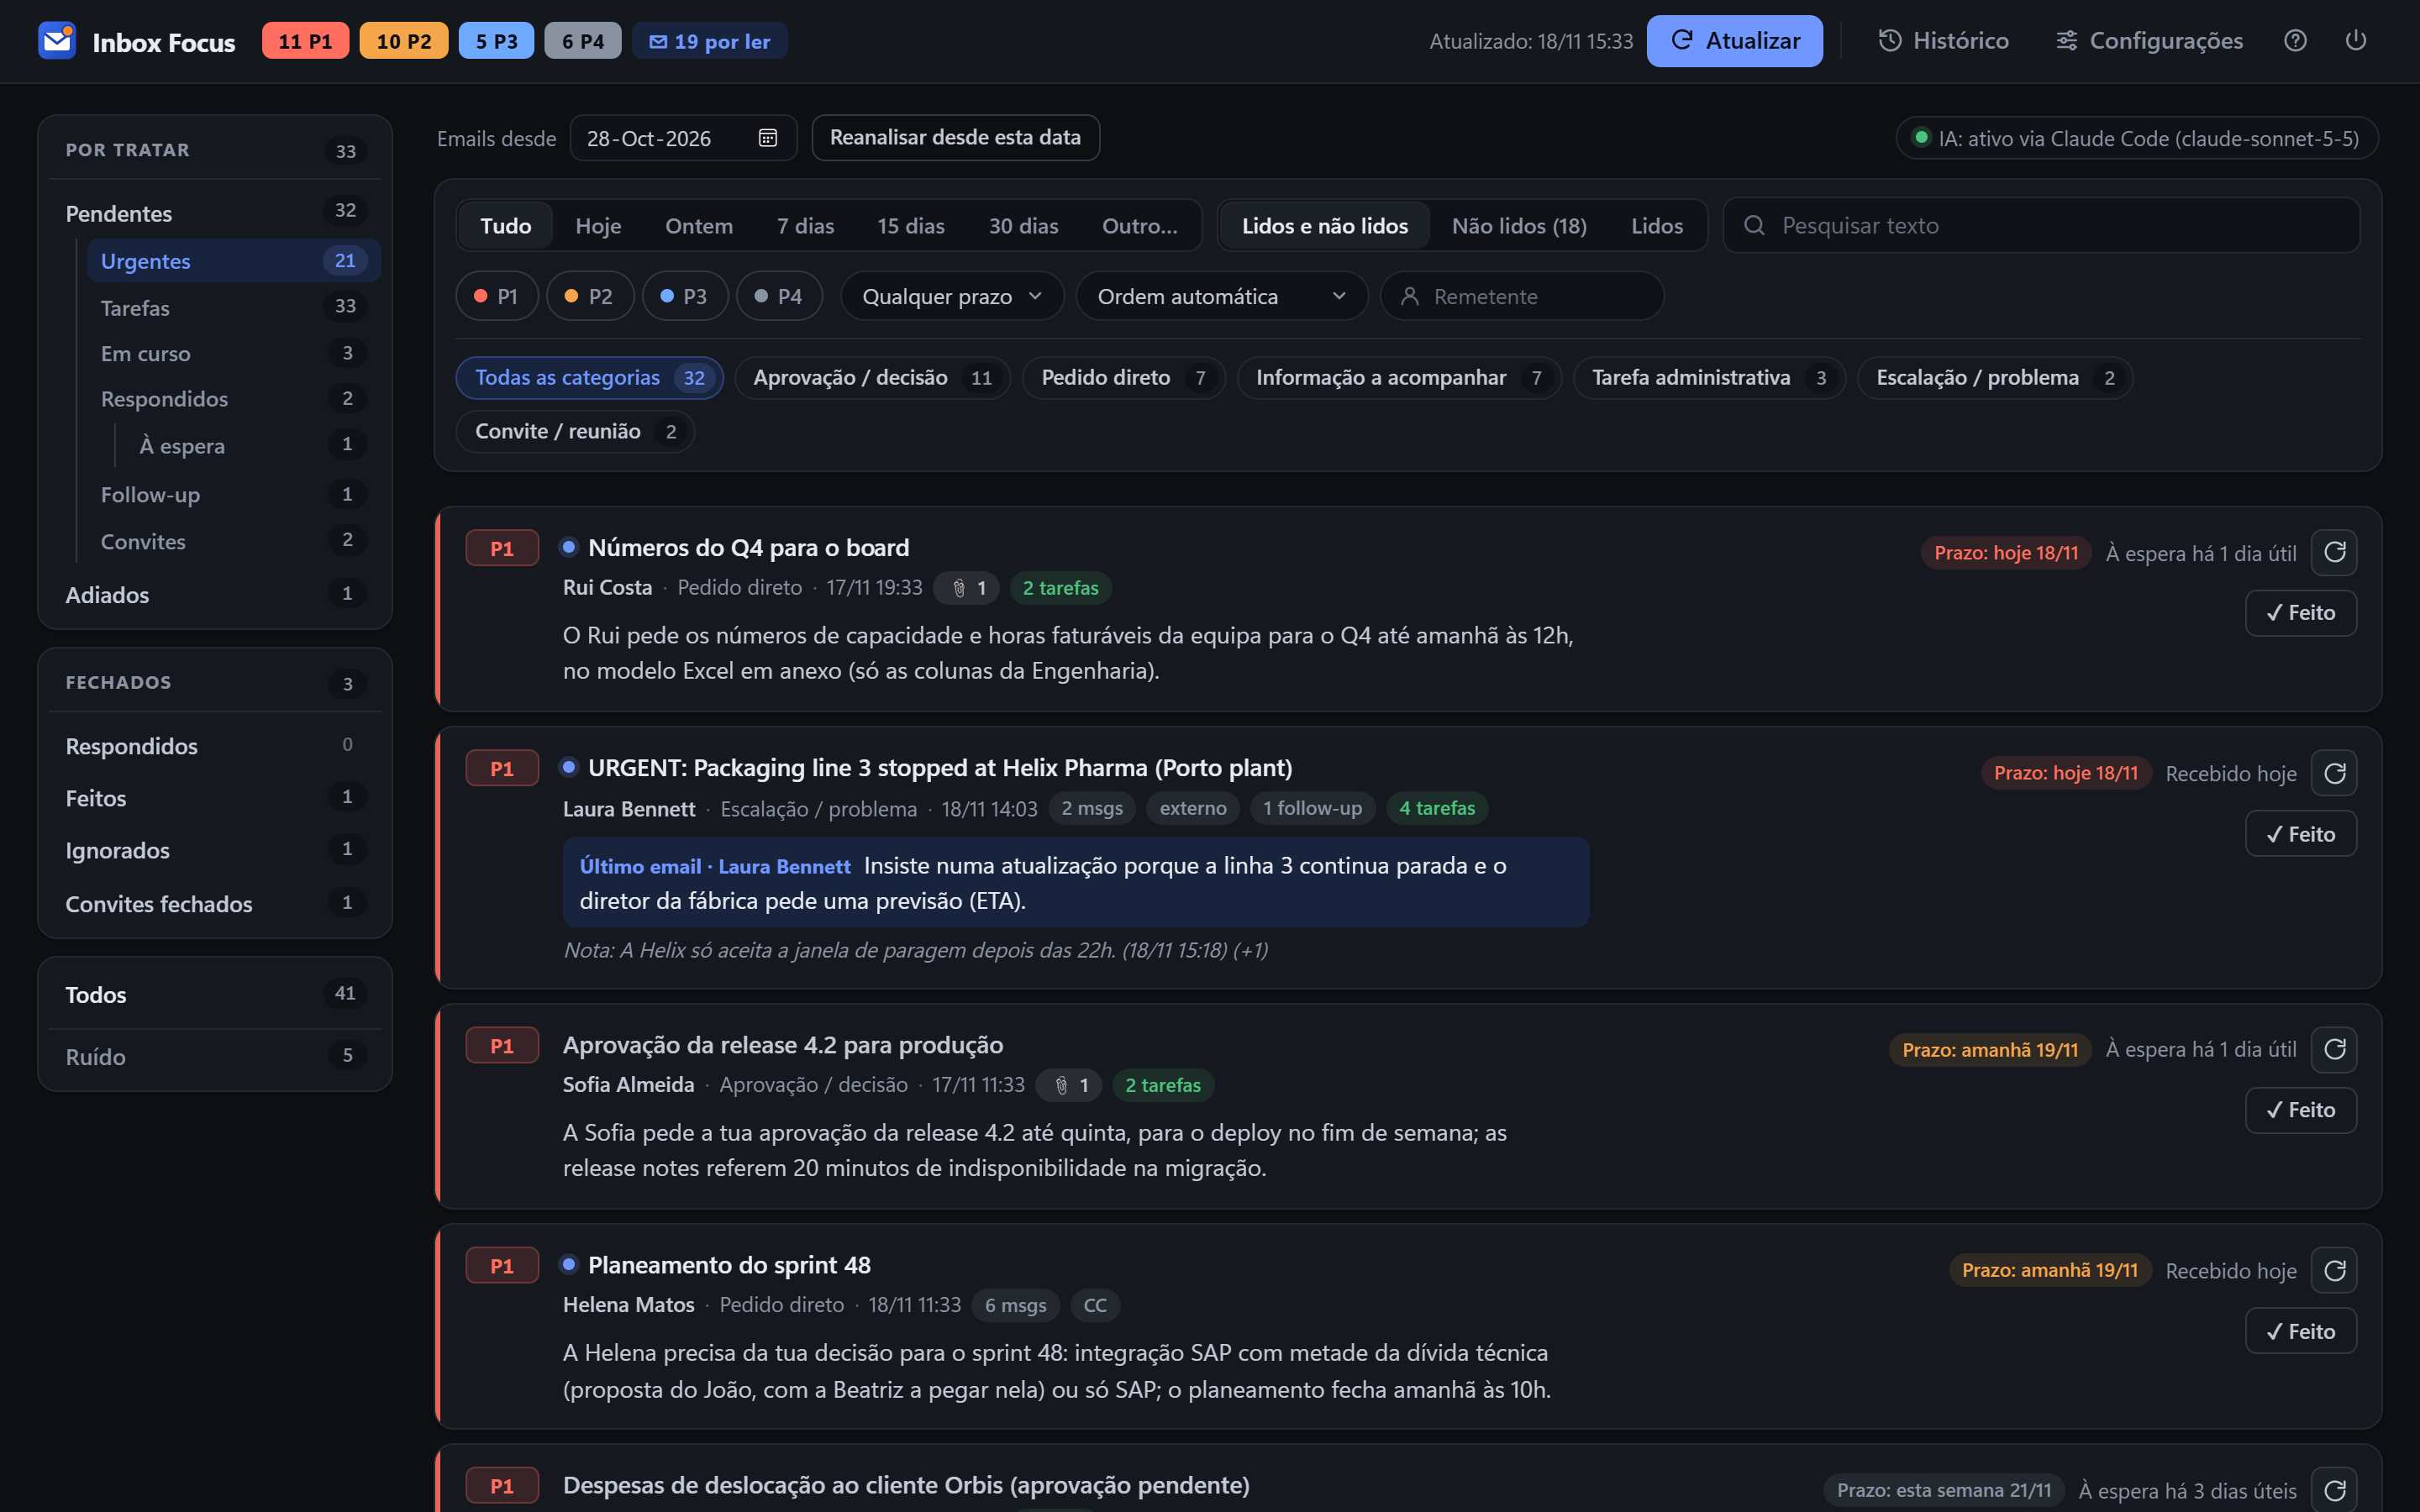 Inbox Focus 11 P1 10 P2 5 P3 6 P4 19 por ler Atualizado: 18/11 15:33 Atualizar Histórico Configurações
POR TRATAR 33
Pendentes 32
Urgentes 21
Tarefas 33
Em curso 3
Respondidos 2
À espera 1
Follow-up 1
Convites 2
Adiados 1
FECHADOS 3
Respondidos 0
Feitos 1
Ignorados 1
Convites fechados 1
Todos 41
Ruído 5
Emails desde 28-Oct-2026 Reanalisar desde esta data IA: ativo via Claude Code (claude-sonnet-5-5)
Tudo Hoje Ontem 7 dias 15 dias 30 dias Outro... Lidos e não lidos Não lidos (18) Lidos Pesquisar texto
P1 P2 P3 P4 Qualquer prazo Ordem automática Remetente
Todas as categorias 32 Aprovação / decisão 11 Pedido direto 7 Informação a acompanhar 7 Tarefa administrativa 3 Escalação / problema 2
Convite / reunião 2
P1 Números do Q4 para o board Prazo: hoje 18/11 À espera há 1 dia útil
Rui Costa · Pedido direto · 17/11 19:33 1 2 tarefas
✓ Feito
O Rui pede os números de capacidade e horas faturáveis da equipa para o Q4 até amanhã às 12h,
no modelo Excel em anexo (só as colunas da Engenharia).
P1 URGENT: Packaging line 3 stopped at Helix Pharma (Porto plant) Prazo: hoje 18/11 Recebido hoje
Laura Bennett · Escalação / problema · 18/11 14:03 2 msgs externo 1 follow-up 4 tarefas
✓ Feito
Último email · Laura Bennett Insiste numa atualização porque a linha 3 continua parada e o
diretor da fábrica pede uma previsão (ETA).
Nota: A Helix só aceita a janela de paragem depois das 22h. (18/11 15:18) (+1)
P1 Aprovação da release 4.2 para produção Prazo: amanhã 19/11 À espera há 1 dia útil
Sofia Almeida · Aprovação / decisão · 17/11 11:33 1 2 tarefas
✓ Feito
A Sofia pede a tua aprovação da release 4.2 até quinta, para o deploy no fim de semana; as
release notes referem 20 minutos de indisponibilidade na migração.
P1 Planeamento do sprint 48 Prazo: amanhã 19/11 Recebido hoje
Helena Matos · Pedido direto · 18/11 11:33 6 msgs CC
✓ Feito
A Helena precisa da tua decisão para o sprint 48: integração SAP com metade da dívida técnica
(proposta do João, com a Beatriz a pegar nela) ou só SAP; o planeamento fecha amanhã às 10h.
P1 Despesas de deslocação ao cliente Orbis (aprovação pendente) Prazo: esta semana 21/11 À espera há 3 dias úteis